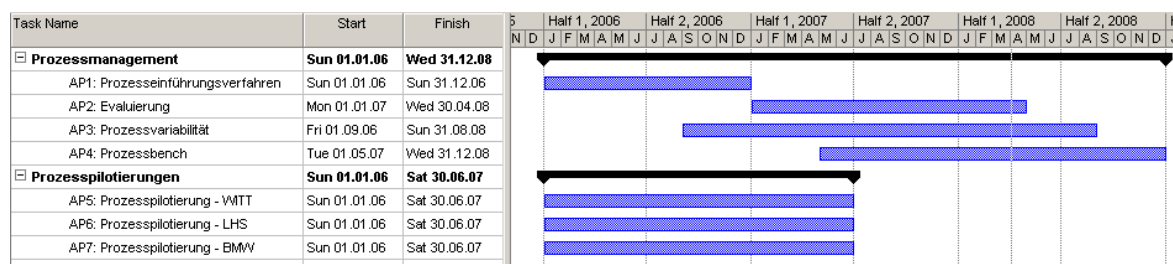 Task Name Start Finish 5 Half 1, 2006 Half 2, 2006 Half 1, 2007 Half 2, 2007 Half 1, 2008 Half 2, 2008
N D J F M A M J J A S O N D J F M A M J J A S O N D J F M A M J J A S O N D
Prozessmanagement Sun 01.01.06 Wed 31.12.08
AP1: Prozesseinführungsverfahren Sun 01.01.06 Sun 31.12.06
AP2: Evaluierung Mon 01.01.07 Wed 30.04.08
AP3: Prozessvariabilität Fri 01.09.06 Sun 31.08.08
AP4: Prozessbench Tue 01.05.07 Wed 31.12.08
Prozesspilotierungen Sun 01.01.06 Sat 30.06.07
AP5: Prozesspilotierung - WITT Sun 01.01.06 Sat 30.06.07
AP6: Prozesspilotierung - LHS Sun 01.01.06 Sat 30.06.07
AP7: Prozesspilotierung - BMW Sun 01.01.06 Sat 30.06.07